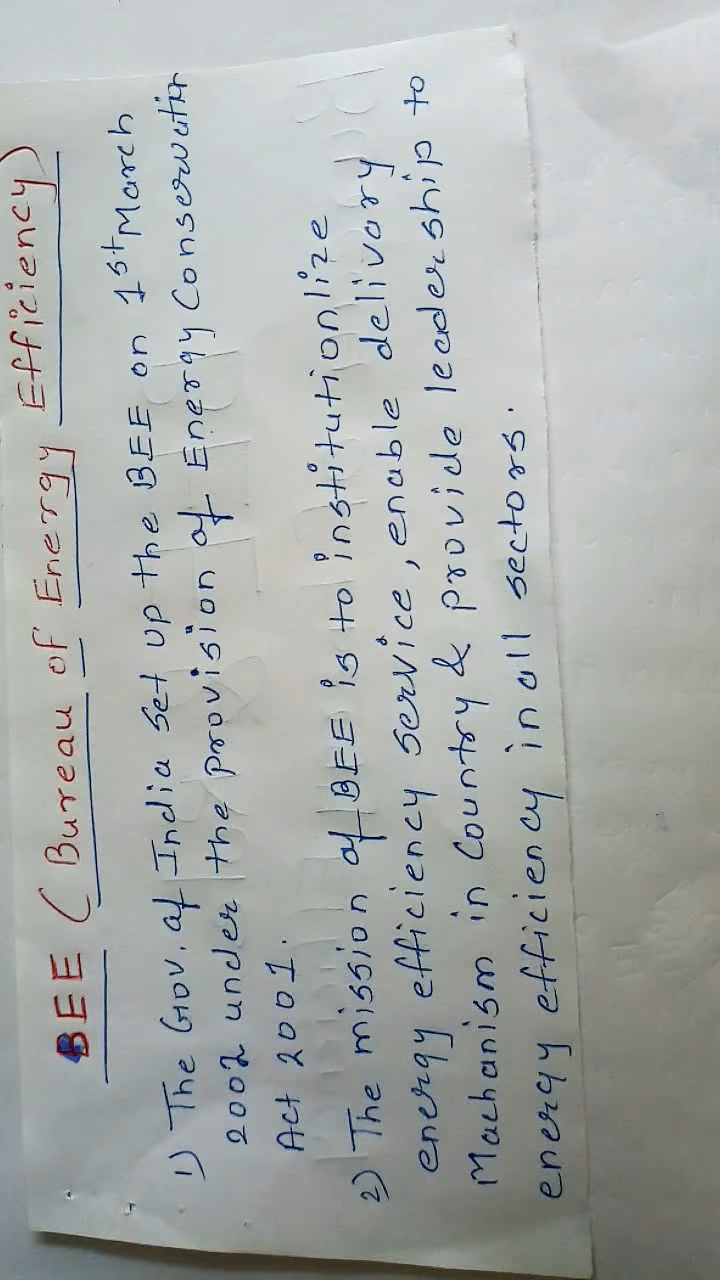 BEE (Bureau of Energy Efficiency)
1) The Gov. of India set up the BEE on 1st March
2002 under the provision of Energy Conservation
Act 2001.
2) The mission of BEE is to institutionlize
energy efficiency service, enable delivary
Machanism in country & provide leadership to
energy efficiency in all sectors.